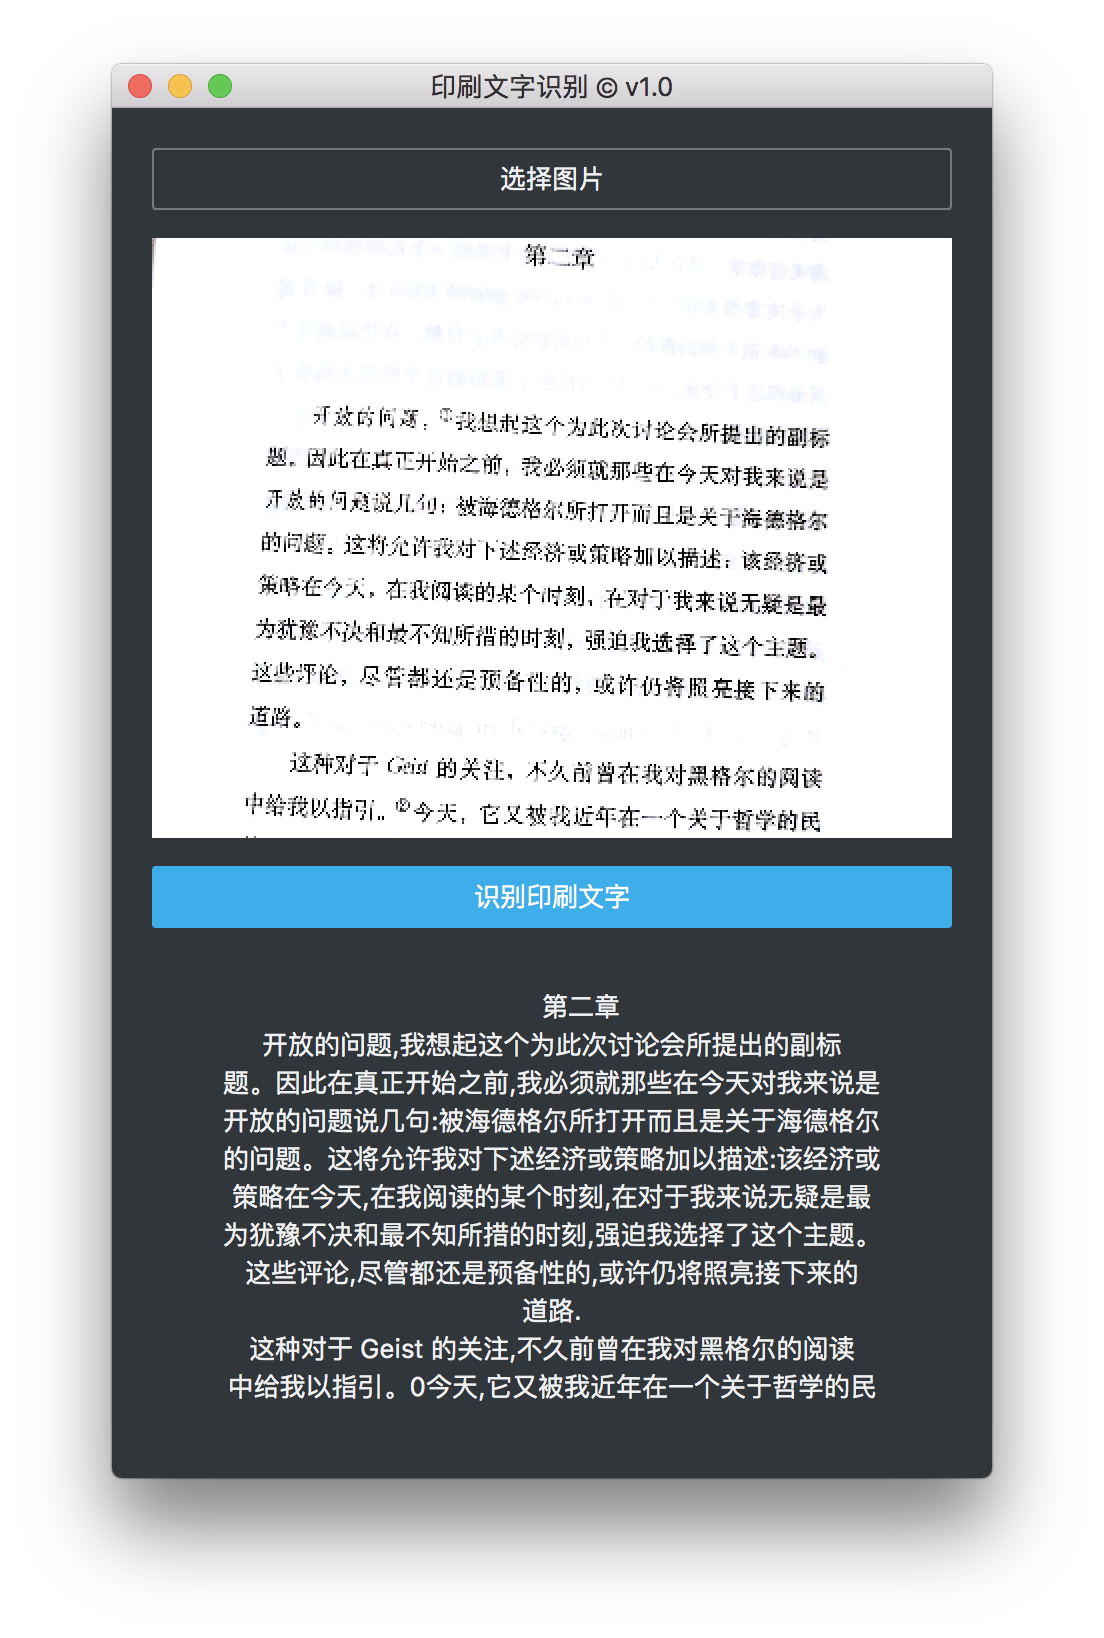 印刷文字识别 © v1.0
选择图片
第二章
开放的问题,①我想起这个为此次讨论会所提出的副标
题。因此在真正开始之前,我必须就那些在今天对我来说是
开放的问题说几句:被海德格尔所打开而且是关于海德格尔
的问题。这将允许我对下述经济或策略加以描述:该经济或
策略在今天,在我阅读的某个时刻,在对于我来说无疑是最
为犹豫不决和最不知所措的时刻,强迫我选择了这个主题。
这些评论,尽管都还是预备性的,或许仍将照亮接下来的
道路。
这种对于 Geist 的关注,不久前曾在我对黑格尔的阅读
中给我以指引。②今天,它又被我近年在一个关于哲学的民
识别印刷文字
第二章
开放的问题,我想起这个为此次讨论会所提出的副标
题。因此在真正开始之前,我必须就那些在今天对我来说是
开放的问题说几句:被海德格尔所打开而且是关于海德格尔
的问题。这将允许我对下述经济或策略加以描述:该经济或
策略在今天,在我阅读的某个时刻,在对于我来说无疑是最
为犹豫不决和最不知所措的时刻,强迫我选择了这个主题。
这些评论,尽管都还是预备性的,或许仍将照亮接下来的
道路.
这种对于 Geist 的关注,不久前曾在我对黑格尔的阅读
中给我以指引。0今天,它又被我近年在一个关于哲学的民